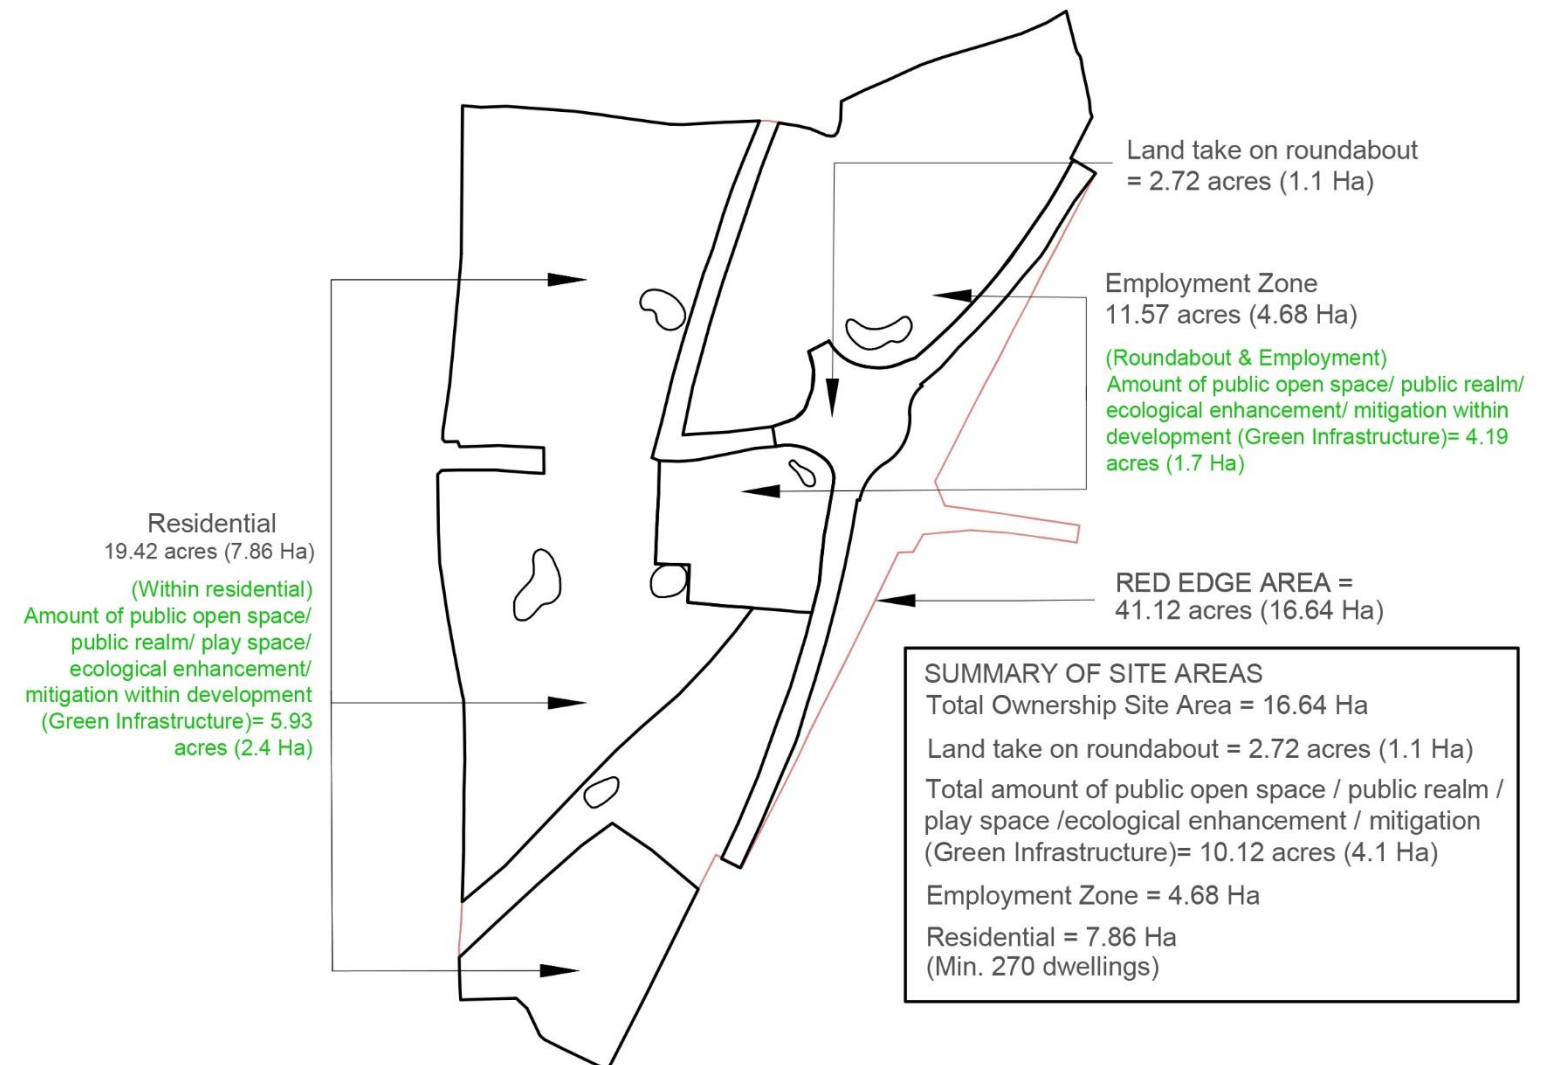 Land take on roundabout
= 2.72 acres (1.1 Ha)
Employment Zone
11.57 acres (4.68 Ha)
(Roundabout & Employment)
Amount of public open space/ public realm/
ecological enhancement/ mitigation within
development (Green Infrastructure)= 4.19
acres (1.7 Ha)
Residential
19.42 acres (7.86 Ha)
(Within residential)
Amount of public open space/
public realm/ play space/
ecological enhancement/
mitigation within development
(Green Infrastructure)= 5.93
acres (2.4 Ha)
RED EDGE AREA =
41.12 acres (16.64 Ha)
SUMMARY OF SITE AREAS
Total Ownership Site Area = 16.64 Ha
Land take on roundabout = 2.72 acres (1.1 Ha)
Total amount of public open space / public realm /
play space /ecological enhancement / mitigation
(Green Infrastructure)= 10.12 acres (4.1 Ha)
Employment Zone = 4.68 Ha
Residential = 7.86 Ha
(Min. 270 dwellings)